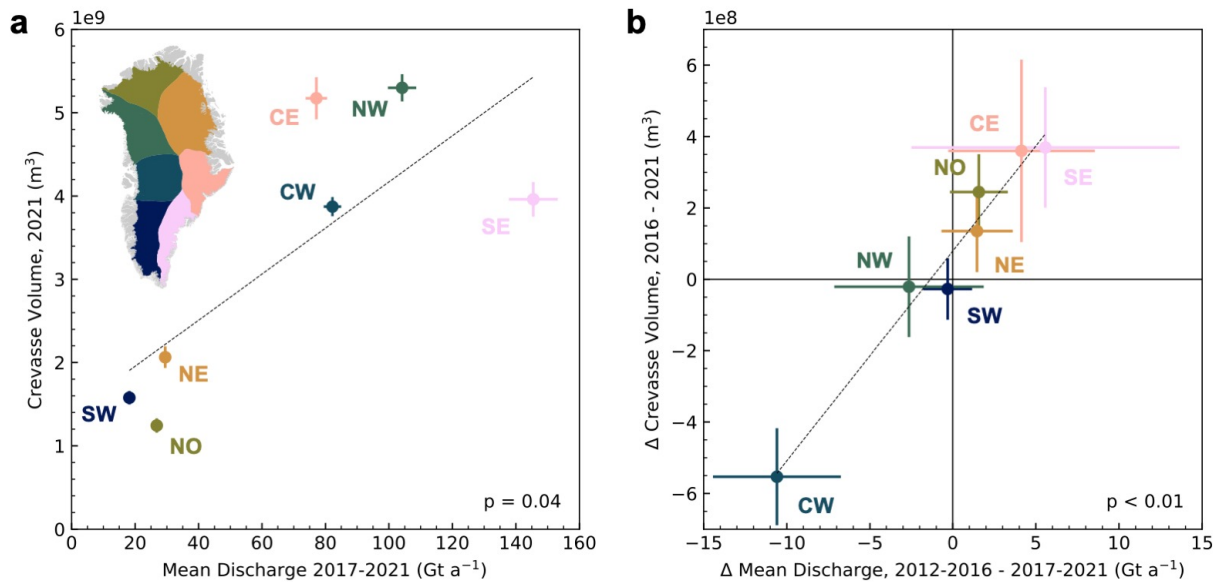 a
1e9
6
5
4
3
2
1
0
Crevasse Volume, 2021 (m³)
CE
NW
CW
SE
NE
SW
NO
p = 0.04
0 20 40 60 80 100 120 140 160
Mean Discharge 2017-2021 (Gt a⁻¹)
b
1e8
6
4
2
0
−2
−4
−6
Δ Crevasse Volume, 2016 - 2021 (m³)
CE
NO
SE
NE
NW
SW
CW
p < 0.01
−15 −10 −5 0 5 10 15
Δ Mean Discharge, 2012-2016 - 2017-2021 (Gt a⁻¹)